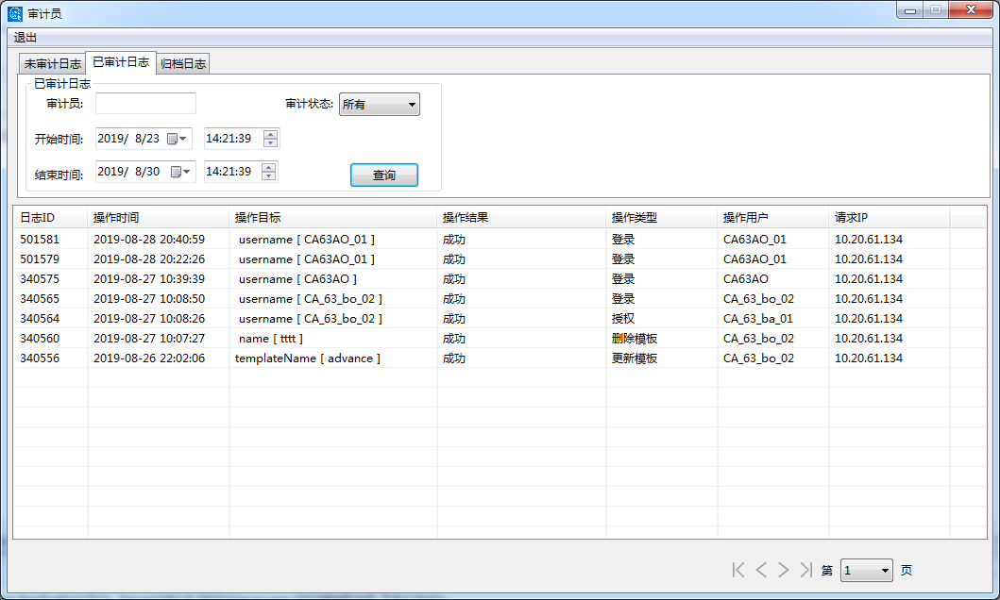 审计员
退出
未审计日志 已审计日志 归档日志
已审计日志
审计员: 审计状态: 所有
开始时间: 2019/ 8/23 14:21:39
结束时间: 2019/ 8/30 14:21:39 查询
日志ID 操作时间 操作目标 操作结果 操作类型 操作用户 请求IP
501581 2019-08-28 20:40:59 username [ CA63AO_01 ] 成功 登录 CA63AO_01 10.20.61.134
501579 2019-08-28 20:22:26 username [ CA63AO_01 ] 成功 登录 CA63AO_01 10.20.61.134
340575 2019-08-27 10:39:39 username [ CA63AO ] 成功 登录 CA63AO 10.20.61.134
340565 2019-08-27 10:08:50 username [ CA_63_bo_02 ] 成功 登录 CA_63_bo_02 10.20.61.134
340564 2019-08-27 10:08:26 username [ CA_63_bo_02 ] 成功 授权 CA_63_ba_01 10.20.61.134
340560 2019-08-27 10:07:27 name [ tttt ] 成功 删除模板 CA_63_bo_02 10.20.61.134
340556 2019-08-26 22:02:06 templateName [ advance ] 成功 更新模板 CA_63_bo_02 10.20.61.134
第 1 页